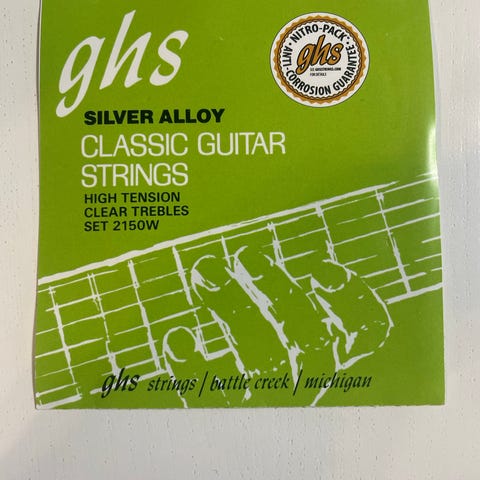 ghs
NITRO-PACK
ANTI-CORROSION GUARANTEE
ghs
SILVER ALLOY
CLASSIC GUITAR
STRINGS
HIGH TENSION
CLEAR TREBLES
SET 2150W
ghs strings / battle creek / michigan